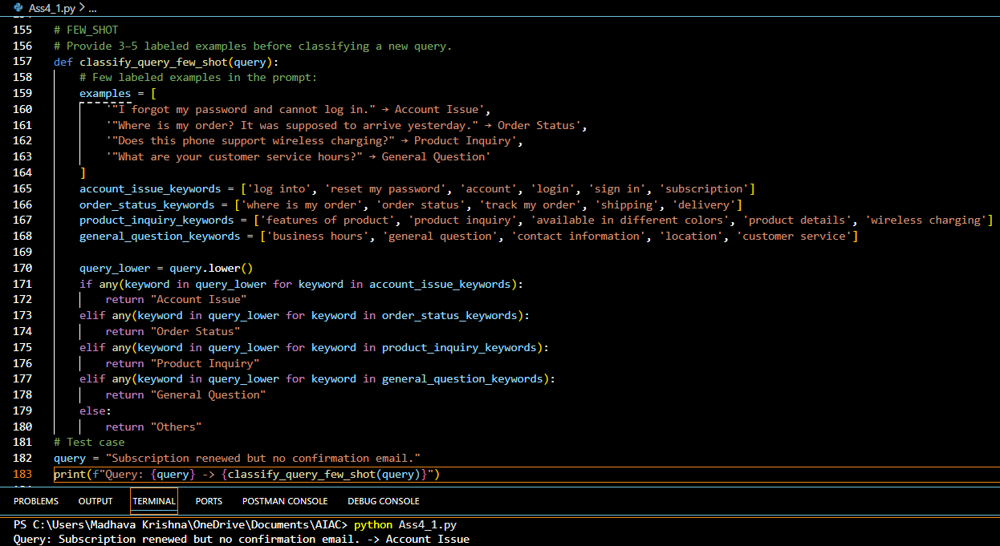 Ass4_1.py > ...
155 # FEW_SHOT
156 # Provide 3–5 labeled examples before classifying a new query.
157 def classify_query_few_shot(query):
158     # Few labeled examples in the prompt:
159     examples = [
160         '"I forgot my password and cannot log in." → Account Issue',
161         '"Where is my order? It was supposed to arrive yesterday." → Order Status',
162         '"Does this phone support wireless charging?" → Product Inquiry',
163         '"What are your customer service hours?" → General Question'
164     ]
165     account_issue_keywords = ['log into', 'reset my password', 'account', 'login', 'sign in', 'subscription']
166     order_status_keywords = ['where is my order', 'order status', 'track my order', 'shipping', 'delivery']
167     product_inquiry_keywords = ['features of product', 'product inquiry', 'available in different colors', 'product details', 'wireless charging']
168     general_question_keywords = ['business hours', 'general question', 'contact information', 'location', 'customer service']
169
170     query_lower = query.lower()
171     if any(keyword in query_lower for keyword in account_issue_keywords):
172         return "Account Issue"
173     elif any(keyword in query_lower for keyword in order_status_keywords):
174         return "Order Status"
175     elif any(keyword in query_lower for keyword in product_inquiry_keywords):
176         return "Product Inquiry"
177     elif any(keyword in query_lower for keyword in general_question_keywords):
178         return "General Question"
179     else:
180         return "Others"
181 # Test case
182 query = "Subscription renewed but no confirmation email."
183 print(f"Query: {query} -> {classify_query_few_shot(query)}")
PROBLEMS OUTPUT TERMINAL PORTS POSTMAN CONSOLE DEBUG CONSOLE
PS C:\Users\Madhava Krishna\OneDrive\Documents\AIAC> python Ass4_1.py
Query: Subscription renewed but no confirmation email. -> Account Issue